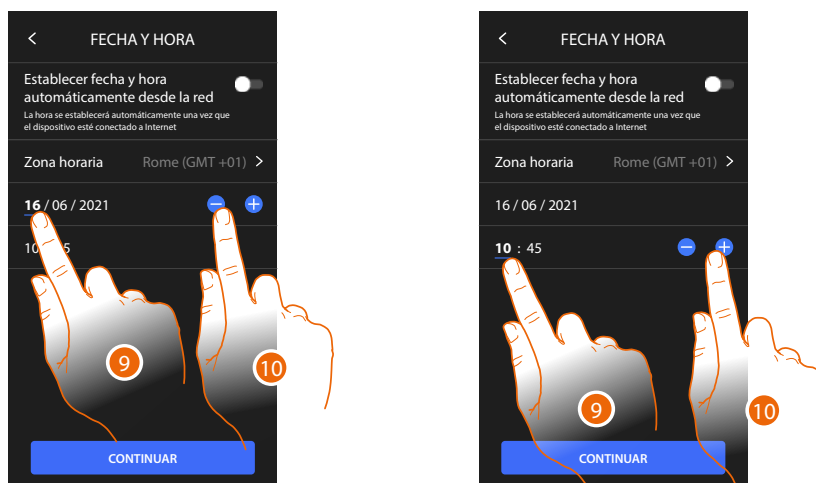 FECHA Y HORA
Establecer fecha y hora
automáticamente desde la red
La hora se establecerá automáticamente una vez que
el dispositivo esté conectado a Internet
Zona horaria Rome (GMT +01)
16 / 06 / 2021
10 5
9
10
CONTINUAR
FECHA Y HORA
Establecer fecha y hora
automáticamente desde la red
La hora se establecerá automáticamente una vez que
el dispositivo esté conectado a Internet
Zona horaria Rome (GMT +01)
16 / 06 / 2021
10 : 45
9
10
CONTINUAR